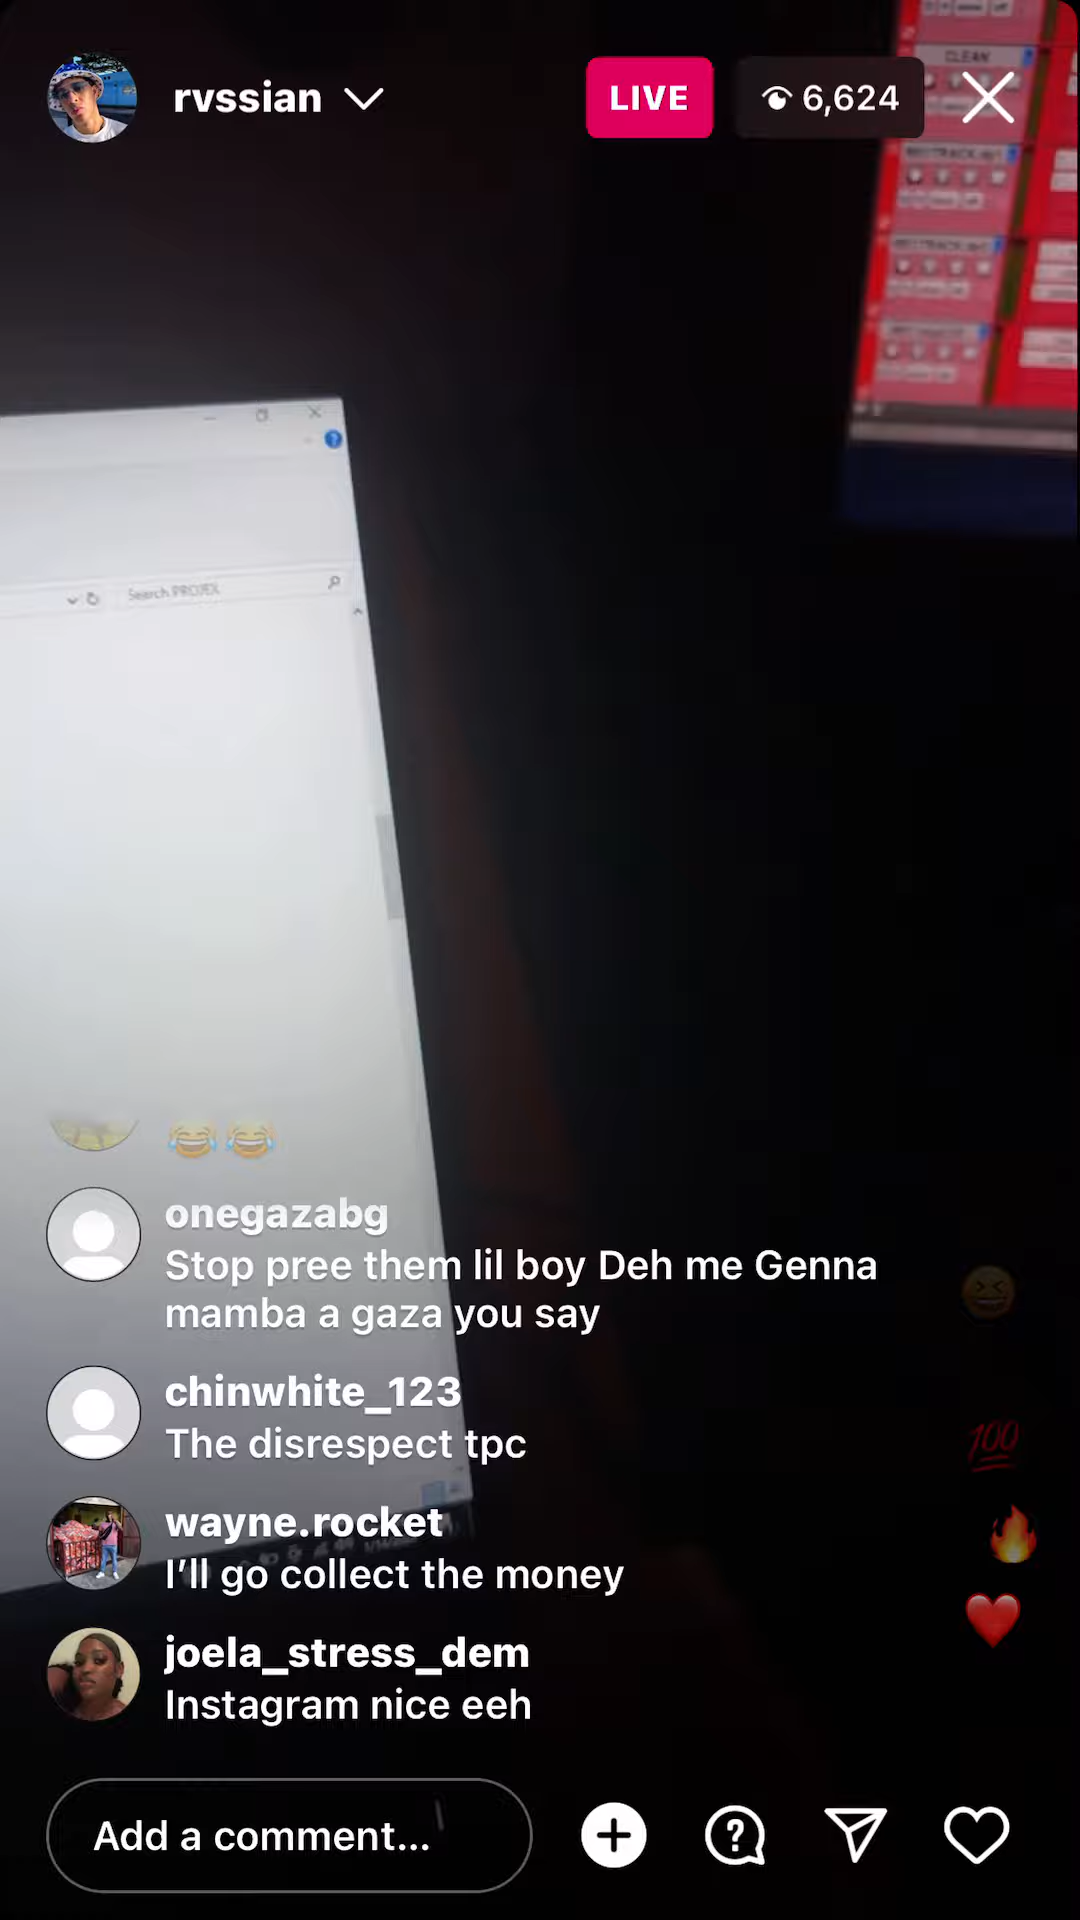 rvssian
LIVE
6,624
CLEAN
Search PROJEX
😂😂
onegazabg
Stop pree them lil boy Deh me Genna
mamba a gaza you say
chinwhite_123
The disrespect tpc
wayne.rocket
I’ll go collect the money
joela_stress_dem
Instagram nice eeh
Add a comment...